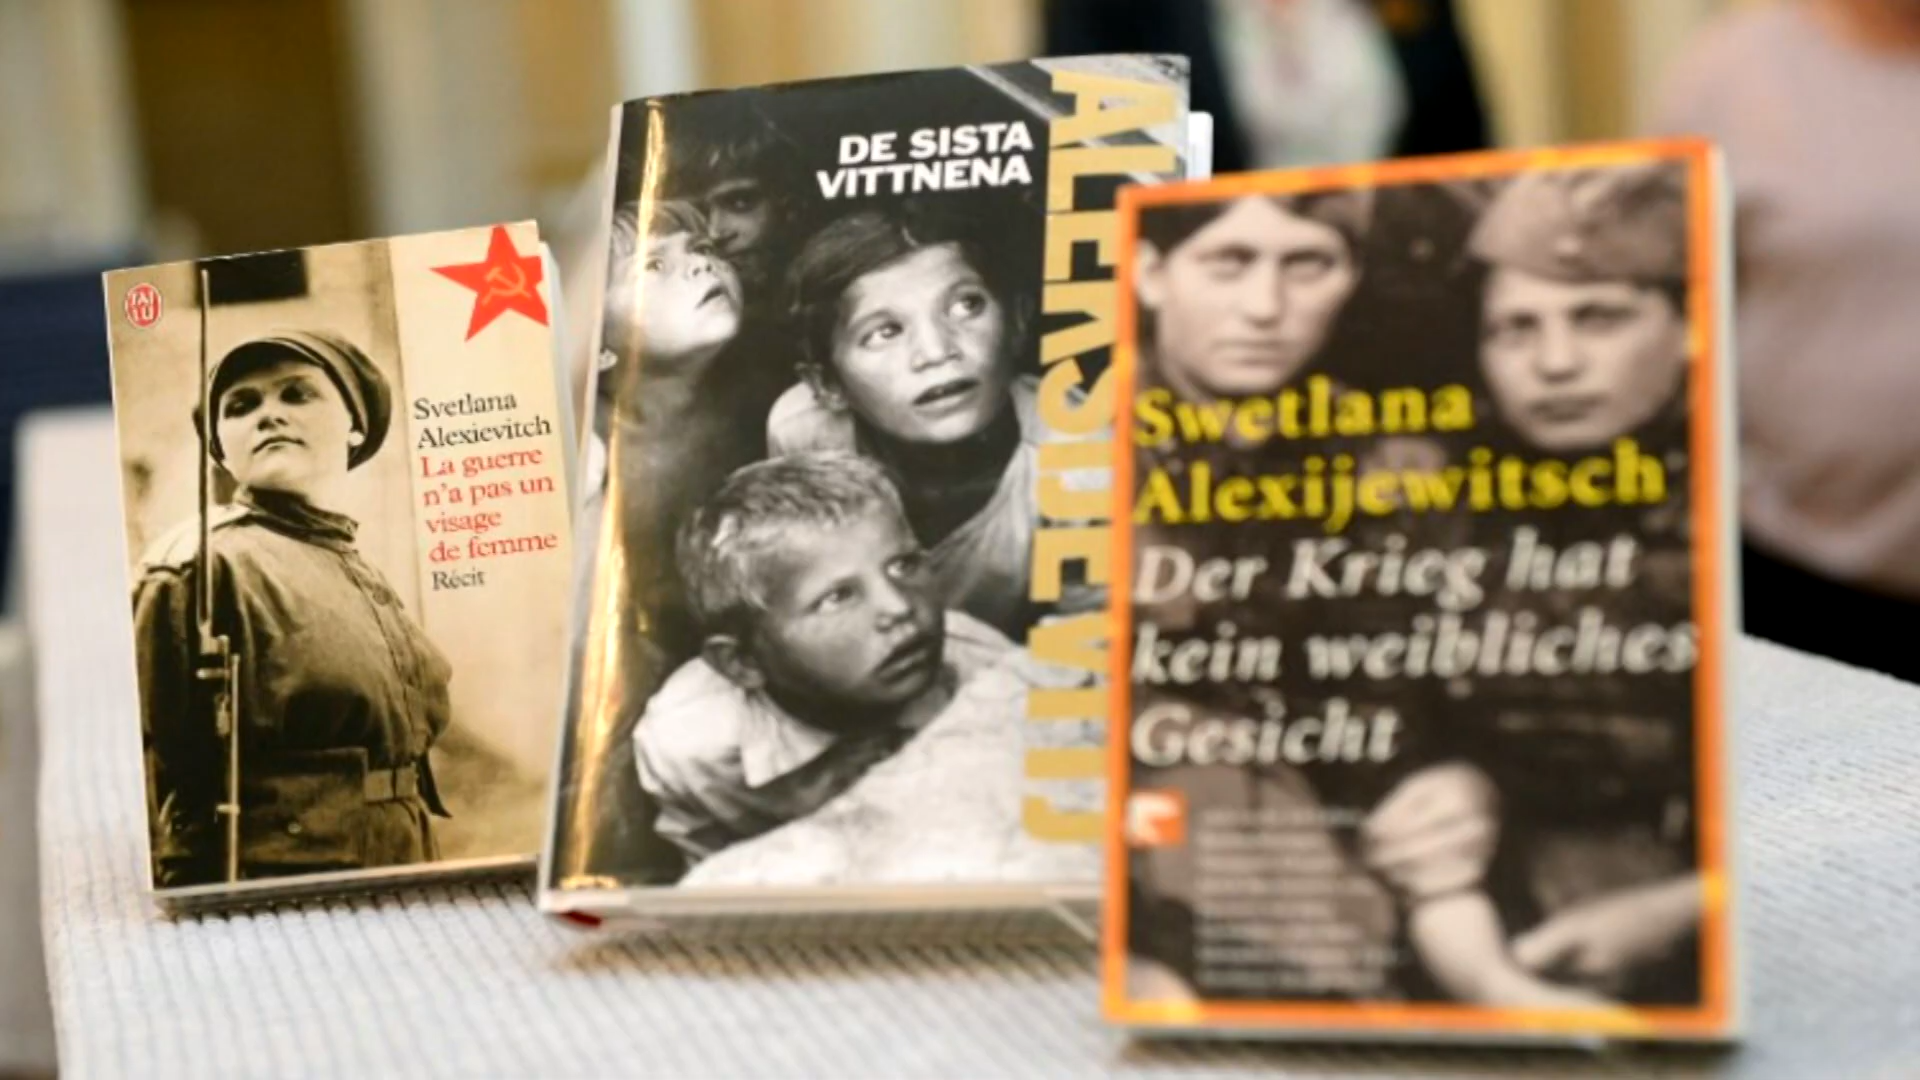 J'AI
LU
Svetlana
Alexievitch
La guerre
n'a pas un
visage
de femme
Récit
DE SISTA
VITTNENA
ALEKSIJEVITJ
Swetlana
Alexijewitsch
Der Krieg hat
kein weibliches
Gesicht